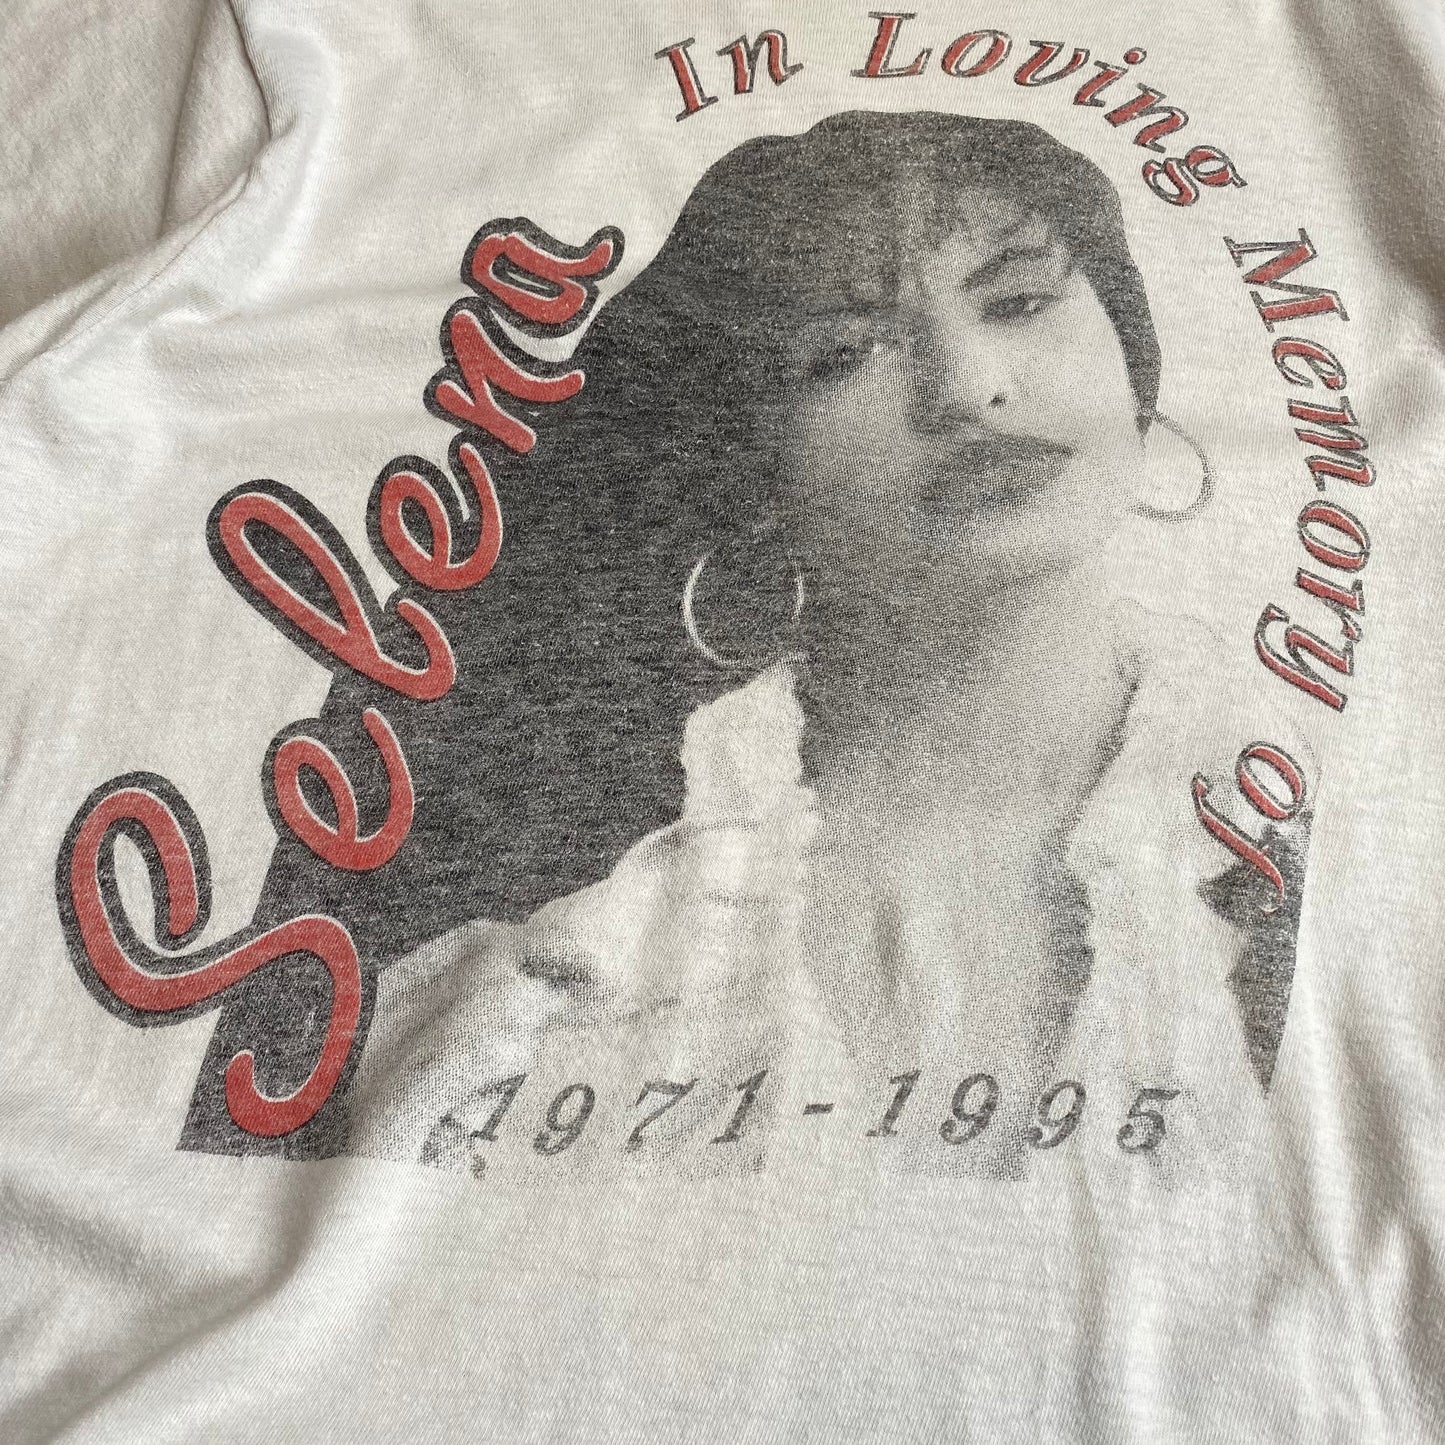 In Loving Memory of
Selena
1971-1995